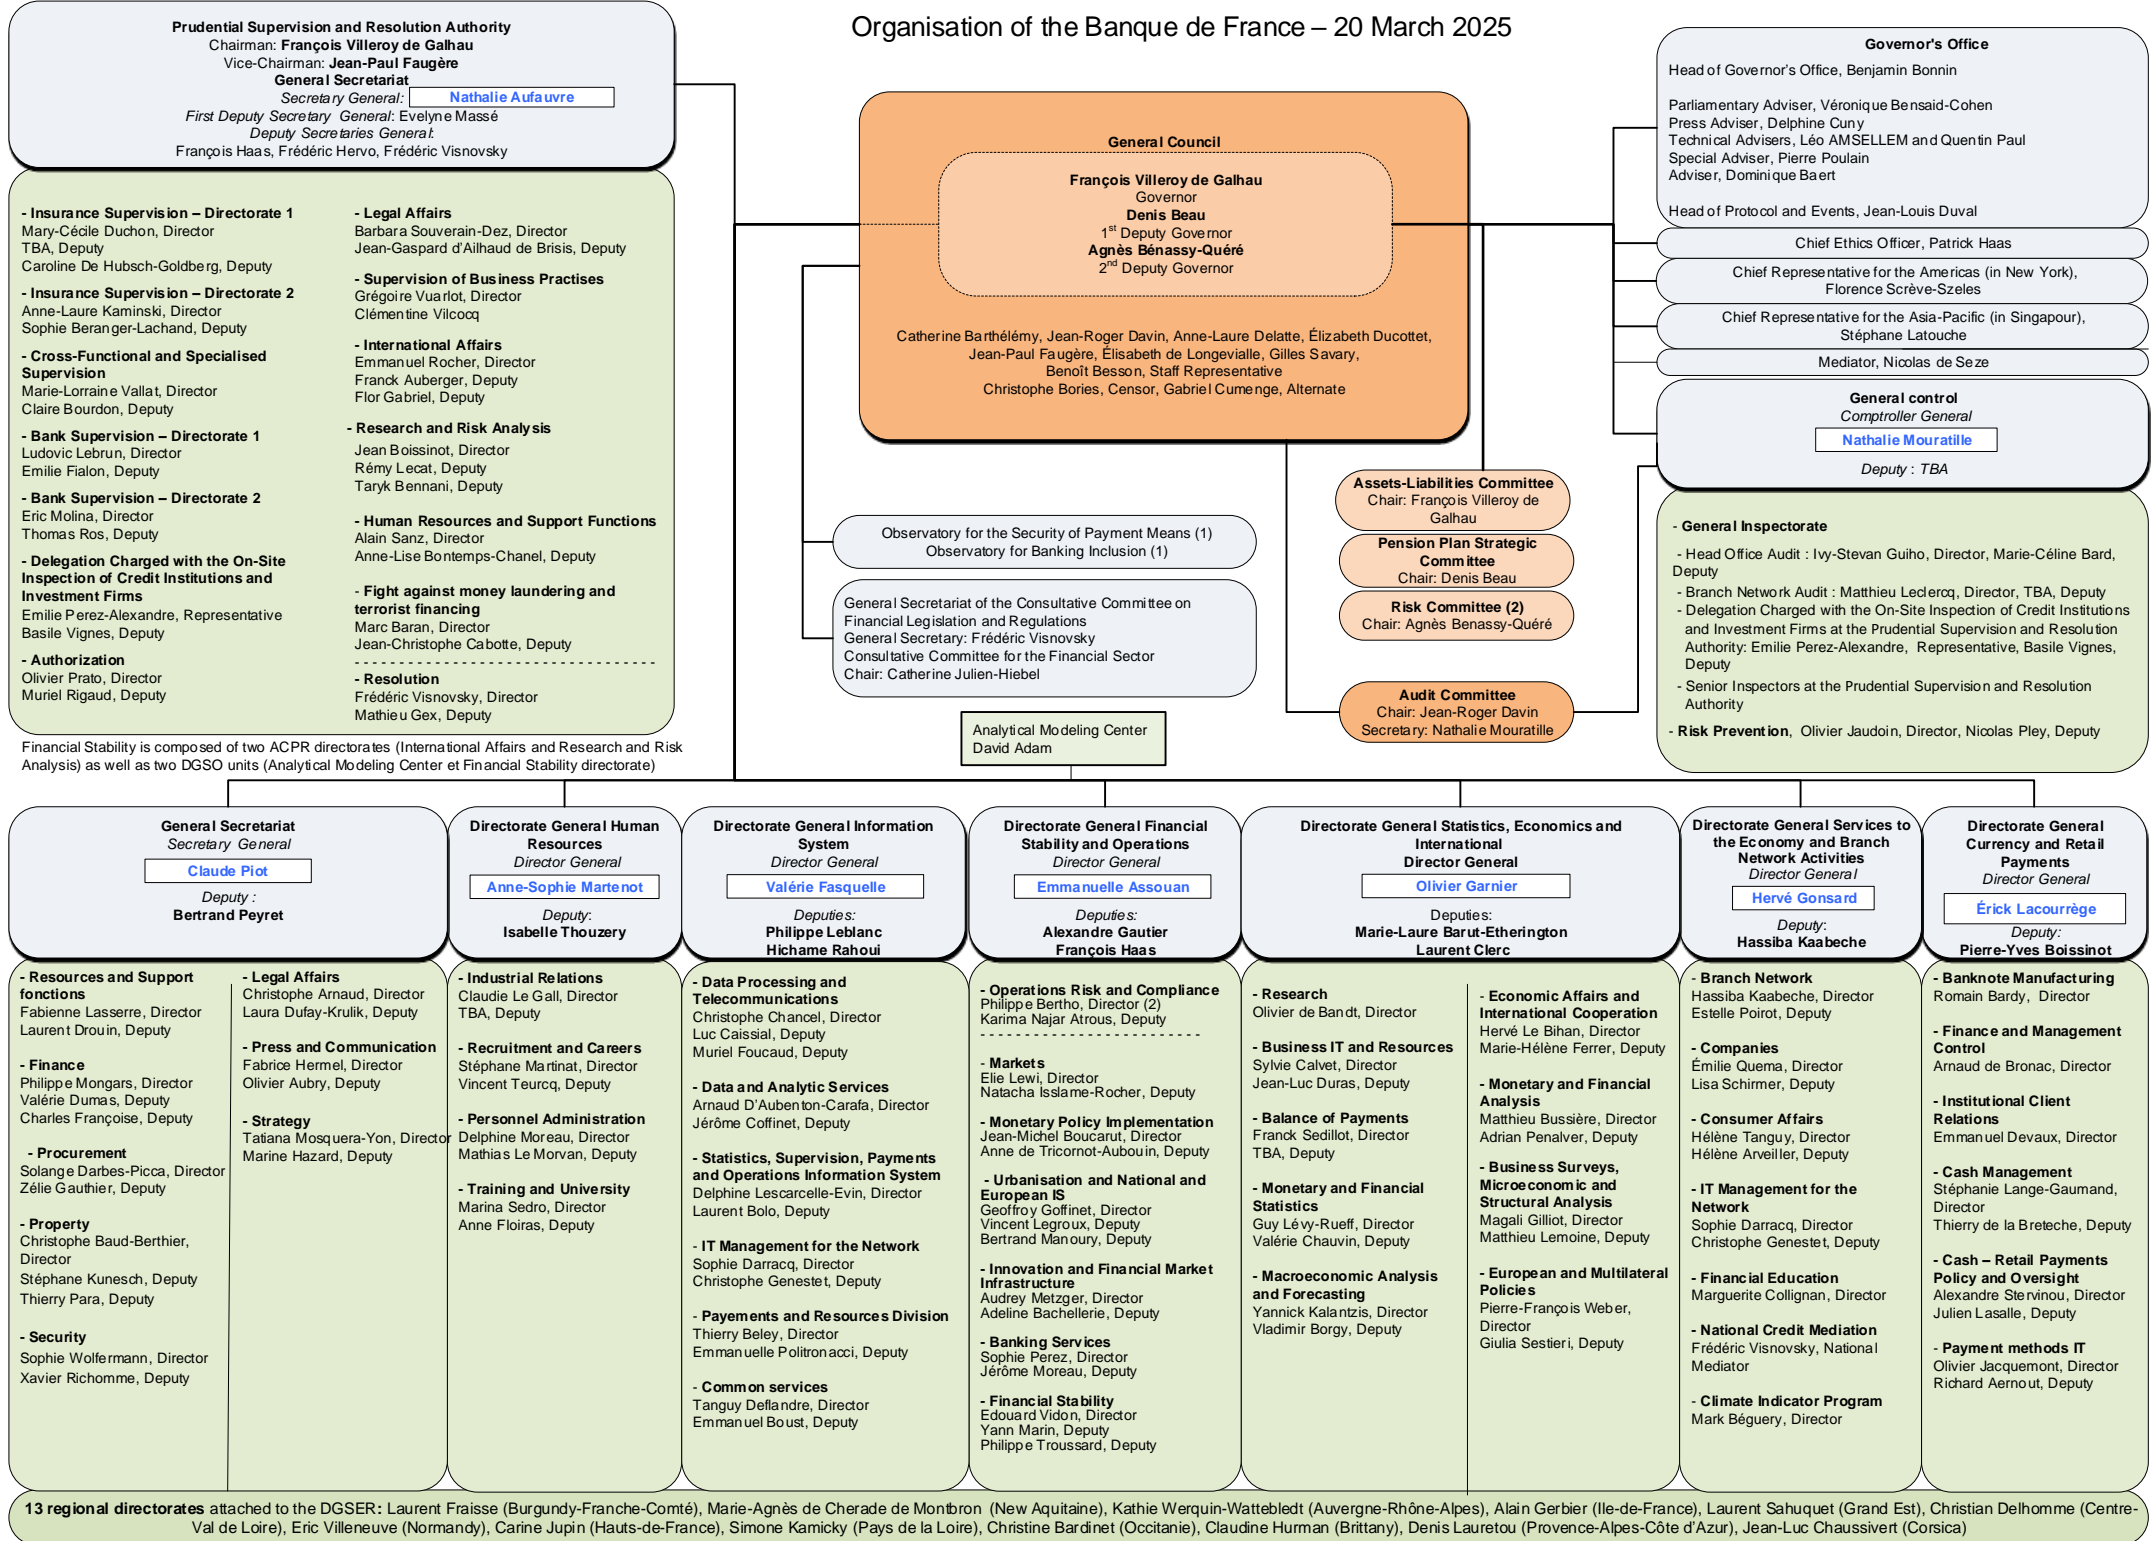 Organisation of the Banque de France – 20 March 2025
Prudential Supervision and Resolution Authority
Chairman: François Villeroy de Galhau
Vice-Chairman: Jean-Paul Faugère
General Secretariat
Secretary General: Nathalie Aufauvre
First Deputy Secretary General: Evelyne Massé
Deputy Secretaries General:
François Haas, Frédéric Hervo, Frédéric Visnovsky
- Insurance Supervision – Directorate 1
Mary-Cécile Duchon, Director
TBA, Deputy
Caroline De Hubsch-Goldberg, Deputy
- Insurance Supervision – Directorate 2
Anne-Laure Kaminski, Director
Sophie Beranger-Lachand, Deputy
- Cross-Functional and Specialised
Supervision
Marie-Lorraine Vallat, Director
Claire Bourdon, Deputy
- Bank Supervision – Directorate 1
Ludovic Lebrun, Director
Emilie Fialon, Deputy
- Bank Supervision – Directorate 2
Eric Molina, Director
Thomas Ros, Deputy
- Delegation Charged with the On-Site
Inspection of Credit Institutions and
Investment Firms
Emilie Perez-Alexandre, Representative
Basile Vignes, Deputy
- Authorization
Olivier Prato, Director
Muriel Rigaud, Deputy
- Legal Affairs
Barbara Souverain-Dez, Director
Jean-Gaspard d'Ailhaud de Brisis, Deputy
- Supervision of Business Practises
Grégoire Vuarlot, Director
Clémentine Vilcocq
- International Affairs
Emmanuel Rocher, Director
Franck Auberger, Deputy
Flor Gabriel, Deputy
- Research and Risk Analysis
Jean Boissinot, Director
Rémy Lecat, Deputy
Taryk Bennani, Deputy
- Human Resources and Support Functions
Alain Sanz, Director
Anne-Lise Bontemps-Chanel, Deputy
- Fight against money laundering and
terrorist financing
Marc Baran, Director
Jean-Christophe Cabotte, Deputy
- Resolution
Frédéric Visnovsky, Director
Mathieu Gex, Deputy
Financial Stability is composed of two ACPR directorates (International Affairs and Research and Risk
Analysis) as well as two DGSO units (Analytical Modeling Center et Financial Stability directorate)
General Council
François Villeroy de Galhau
Governor
Denis Beau
1st Deputy Governor
Agnès Bénassy-Quéré
2nd Deputy Governor
Catherine Barthélémy, Jean-Roger Davin, Anne-Laure Delatte, Élizabeth Ducottet,
Jean-Paul Faugère, Élisabeth de Longevialle, Gilles Savary,
Benoît Besson, Staff Representative
Christophe Bories, Censor, Gabriel Cumenge, Alternate
Observatory for the Security of Payment Means (1)
Observatory for Banking Inclusion (1)
General Secretariat of the Consultative Committee on
Financial Legislation and Regulations
General Secretary: Frédéric Visnovsky
Consultative Committee for the Financial Sector
Chair: Catherine Julien-Hiebel
Analytical Modeling Center
David Adam
Assets-Liabilities Committee
Chair: François Villeroy de
Galhau
Pension Plan Strategic
Committee
Chair: Denis Beau
Risk Committee (2)
Chair: Agnès Benassy-Quéré
Audit Committee
Chair: Jean-Roger Davin
Secretary: Nathalie Mouratille
Governor's Office
Head of Governor's Office, Benjamin Bonnin
Parliamentary Adviser, Véronique Bensaid-Cohen
Press Adviser, Delphine Cuny
Technical Advisers, Léo AMSELLEM and Quentin Paul
Special Adviser, Pierre Poulain
Adviser, Dominique Baert
Head of Protocol and Events, Jean-Louis Duval
Chief Ethics Officer, Patrick Haas
Chief Representative for the Americas (in New York),
Florence Scrève-Szeles
Chief Representative for the Asia-Pacific (in Singapour),
Stéphane Latouche
Mediator, Nicolas de Seze
General control
Comptroller General
Nathalie Mouratille
Deputy : TBA
- General Inspectorate
- Head Office Audit : Ivy-Stevan Guiho, Director, Marie-Céline Bard,
Deputy
- Branch Network Audit : Matthieu Leclercq, Director, TBA, Deputy
- Delegation Charged with the On-Site Inspection of Credit Institutions
and Investment Firms at the Prudential Supervision and Resolution
Authority: Emilie Perez-Alexandre, Representative, Basile Vignes,
Deputy
- Senior Inspectors at the Prudential Supervision and Resolution
Authority
- Risk Prevention, Olivier Jaudoin, Director, Nicolas Pley, Deputy
General Secretariat
Secretary General
Claude Piot
Deputy :
Bertrand Peyret
- Resources and Support
fonctions
Fabienne Lasserre, Director
Laurent Drouin, Deputy
- Finance
Philippe Mongars, Director
Valérie Dumas, Deputy
Charles Françoise, Deputy
- Procurement
Solange Darbes-Picca, Director
Zélie Gauthier, Deputy
- Property
Christophe Baud-Berthier,
Director
Stéphane Kunesch, Deputy
Thierry Para, Deputy
- Security
Sophie Wolfermann, Director
Xavier Richomme, Deputy
- Legal Affairs
Christophe Arnaud, Director
Laura Dufay-Krulik, Deputy
- Press and Communication
Fabrice Hermel, Director
Olivier Aubry, Deputy
- Strategy
Tatiana Mosquera-Yon, Director
Marine Hazard, Deputy
Directorate General Human
Resources
Director General
Anne-Sophie Martenot
Deputy:
Isabelle Thouzery
- Industrial Relations
Claudie Le Gall, Director
TBA, Deputy
- Recruitment and Careers
Stéphane Martinat, Director
Vincent Teurcq, Deputy
- Personnel Administration
Delphine Moreau, Director
Mathias Le Morvan, Deputy
- Training and University
Marina Sedro, Director
Anne Floiras, Deputy
Directorate General Information
System
Director General
Valérie Fasquelle
Deputies:
Philippe Leblanc
Hichame Rahoui
- Data Processing and
Telecommunications
Christophe Chancel, Director
Luc Caissial, Deputy
Muriel Foucaud, Deputy
- Data and Analytic Services
Arnaud D'Aubenton-Carafa, Director
Jérôme Coffinet, Deputy
- Statistics, Supervision, Payments
and Operations Information System
Delphine Lescarcelle-Evin, Director
Laurent Bolo, Deputy
- IT Management for the Network
Sophie Darracq, Director
Christophe Genestet, Deputy
- Payements and Resources Division
Thierry Beley, Director
Emmanuelle Politronacci, Deputy
- Common services
Tanguy Deflandre, Director
Emmanuel Boust, Deputy
Directorate General Financial
Stability and Operations
Director General
Emmanuelle Assouan
Deputies:
Alexandre Gautier
François Haas
- Operations Risk and Compliance
Philippe Bertho, Director (2)
Karima Najar Atrous, Deputy
- Markets
Elie Lewi, Director
Natacha Isslame-Rocher, Deputy
- Monetary Policy Implementation
Jean-Michel Boucarut, Director
Anne de Tricornot-Aubouin, Deputy
- Urbanisation and National and
European IS
Geoffroy Goffinet, Director
Vincent Legroux, Deputy
Bertrand Manoury, Deputy
- Innovation and Financial Market
Infrastructure
Audrey Metzger, Director
Adeline Bachellerie, Deputy
- Banking Services
Sophie Perez, Director
Jérôme Moreau, Deputy
- Financial Stability
Edouard Vidon, Director
Yann Marin, Deputy
Philippe Troussard, Deputy
Directorate General Statistics, Economics and
International
Director General
Olivier Garnier
Deputies:
Marie-Laure Barut-Etherington
Laurent Clerc
- Research
Olivier de Bandt, Director
- Business IT and Resources
Sylvie Calvet, Director
Jean-Luc Duras, Deputy
- Balance of Payments
Franck Sedillot, Director
TBA, Deputy
- Monetary and Financial
Statistics
Guy Lévy-Rueff, Director
Valérie Chauvin, Deputy
- Macroeconomic Analysis
and Forecasting
Yannick Kalantzis, Director
Vladimir Borgy, Deputy
- Economic Affairs and
International Cooperation
Hervé Le Bihan, Director
Marie-Hélène Ferrer, Deputy
- Monetary and Financial
Analysis
Matthieu Bussière, Director
Adrian Penalver, Deputy
- Business Surveys,
Microeconomic and
Structural Analysis
Magali Gilliot, Director
Matthieu Lemoine, Deputy
- European and Multilateral
Policies
Pierre-François Weber,
Director
Giulia Sestieri, Deputy
Directorate General Services to
the Economy and Branch
Network Activities
Director General
Hervé Gonsard
Deputy:
Hassiba Kaabeche
- Branch Network
Hassiba Kaabeche, Director
Estelle Poirot, Deputy
- Companies
Émilie Quema, Director
Lisa Schirmer, Deputy
- Consumer Affairs
Hélène Tanguy, Director
Hélène Arveiller, Deputy
- IT Management for the
Network
Sophie Darracq, Director
Christophe Genestet, Deputy
- Financial Education
Marguerite Collignan, Director
- National Credit Mediation
Frédéric Visnovsky, National
Mediator
- Climate Indicator Program
Mark Béguery, Director
Directorate General
Currency and Retail
Payments
Director General
Érick Lacourrège
Deputy:
Pierre-Yves Boissinot
- Banknote Manufacturing
Romain Bardy, Director
- Finance and Management
Control
Arnaud de Bronac, Director
- Institutional Client
Relations
Emmanuel Devaux, Director
- Cash Management
Stéphanie Lange-Gaumand,
Director
Thierry de la Breteche, Deputy
- Cash – Retail Payments
Policy and Oversight
Alexandre Stervinou, Director
Julien Lasalle, Deputy
- Payment methods IT
Olivier Jacquemont, Director
Richard Aernout, Deputy
13 regional directorates attached to the DGSER: Laurent Fraisse (Burgundy-Franche-Comté), Marie-Agnès de Cherade de Montbron (New Aquitaine), Kathie Werquin-Wattebledt (Auvergne-Rhône-Alpes), Alain Gerbier (Ile-de-France), Laurent Sahuquet (Grand Est), Christian Delhomme (Centre-
Val de Loire), Eric Villeneuve (Normandy), Carine Jupin (Hauts-de-France), Simone Kamicky (Pays de la Loire), Christine Bardinet (Occitanie), Claudine Hurman (Brittany), Denis Lauretou (Provence-Alpes-Côte d'Azur), Jean-Luc Chaussivert (Corsica)